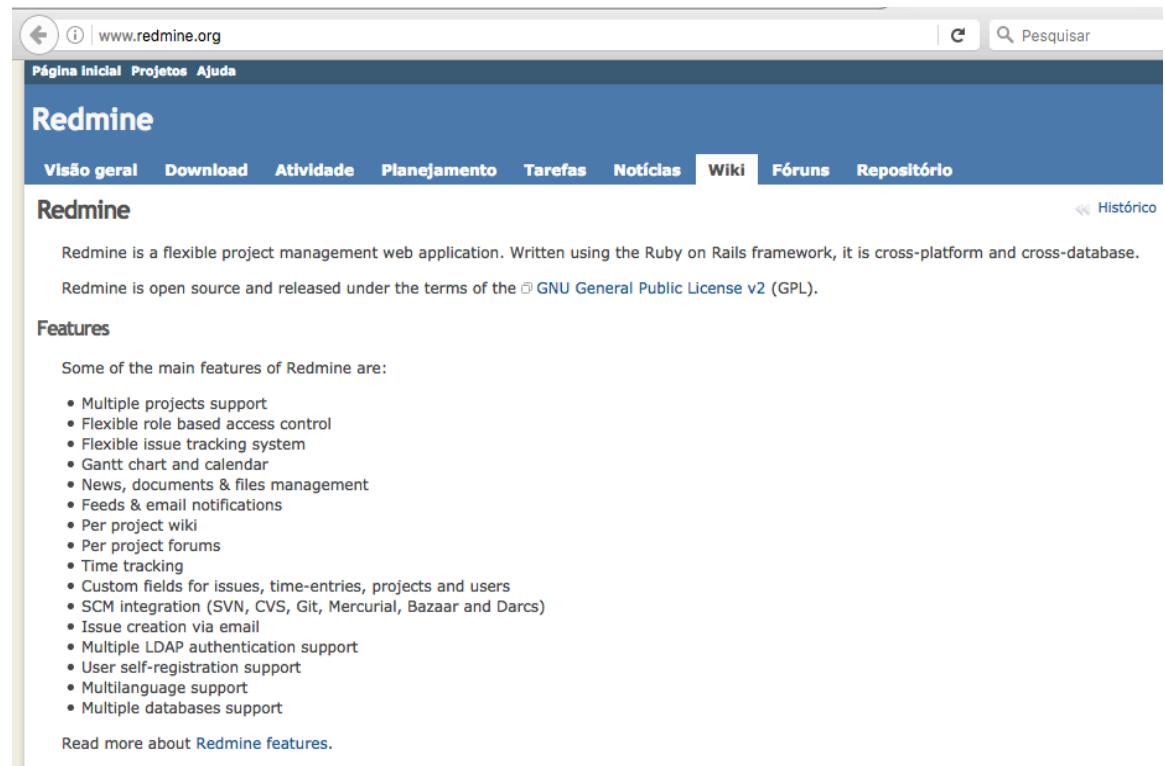 www.redmine.org
Pesquisar
Página inicial Projetos Ajuda
Redmine
Visão geral Download Atividade Planejamento Tarefas Notícias Wiki Fóruns Repositório
Redmine
Histórico
Redmine is a flexible project management web application. Written using the Ruby on Rails framework, it is cross-platform and cross-database.
Redmine is open source and released under the terms of the GNU General Public License v2 (GPL).
Features
Some of the main features of Redmine are:
• Multiple projects support
• Flexible role based access control
• Flexible issue tracking system
• Gantt chart and calendar
• News, documents & files management
• Feeds & email notifications
• Per project wiki
• Per project forums
• Time tracking
• Custom fields for issues, time-entries, projects and users
• SCM integration (SVN, CVS, Git, Mercurial, Bazaar and Darcs)
• Issue creation via email
• Multiple LDAP authentication support
• User self-registration support
• Multilanguage support
• Multiple databases support
Read more about Redmine features.